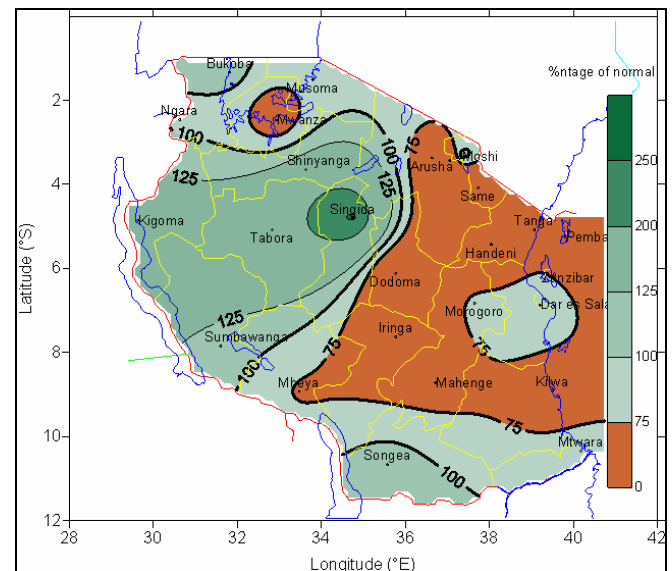 %ntage of normal
Bukoba
Musoma
2
Ngara
Mwanza
100
250
75
100
Moshi
Shinyanga
Arusha
4
125
125
Same
Singida
200
Kigoma
Tanga
Pemba
Tabora
Handeni
6
Dodoma
Zanzibar
125
Morogoro
Dar es Sala
125
Iringa
Sumbawanga
75
75
100
8
100
Mbeya
Mahenge
Kilwa
75
75
10
Mtwara
Songea
100
0
12
28
30
32
34
36
38
40
42
Latitude (°S)
Longitude (°E)